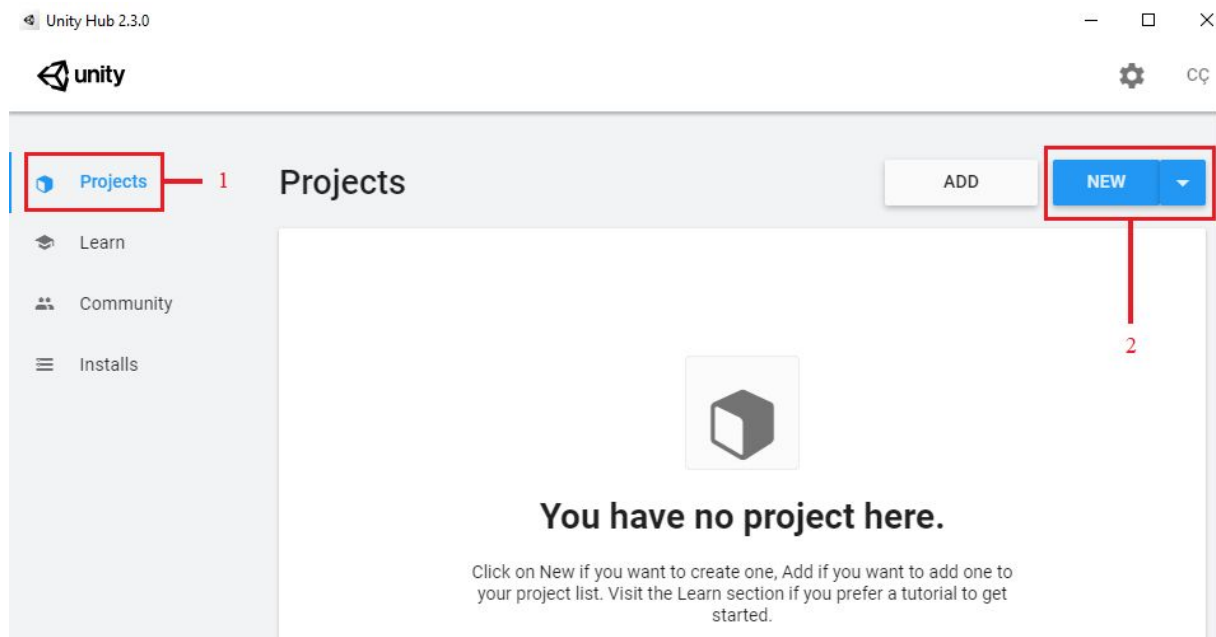 Unity Hub 2.3.0
unity
CÇ
Projects
1
Projects
ADD
NEW
Learn
Community
2
Installs
You have no project here.
Click on New if you want to create one, Add if you want to add one to
your project list. Visit the Learn section if you prefer a tutorial to get
started.